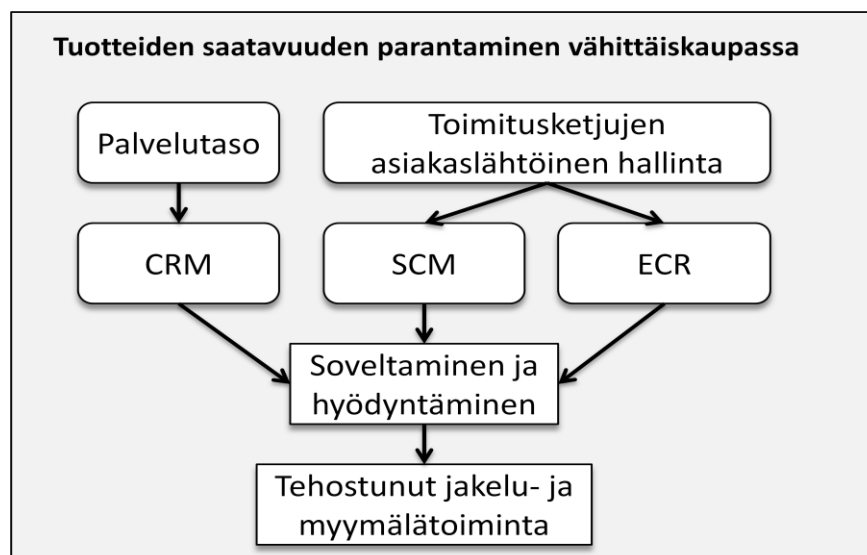 Tuotteiden saatavuuden parantaminen vähittäiskaupassa
Palvelutaso
Toimitusketjujen
asiakaslähtöinen hallinta
CRM
SCM
ECR
Soveltaminen ja
hyödyntäminen
Tehostunut jakelu- ja
myymälätoiminta